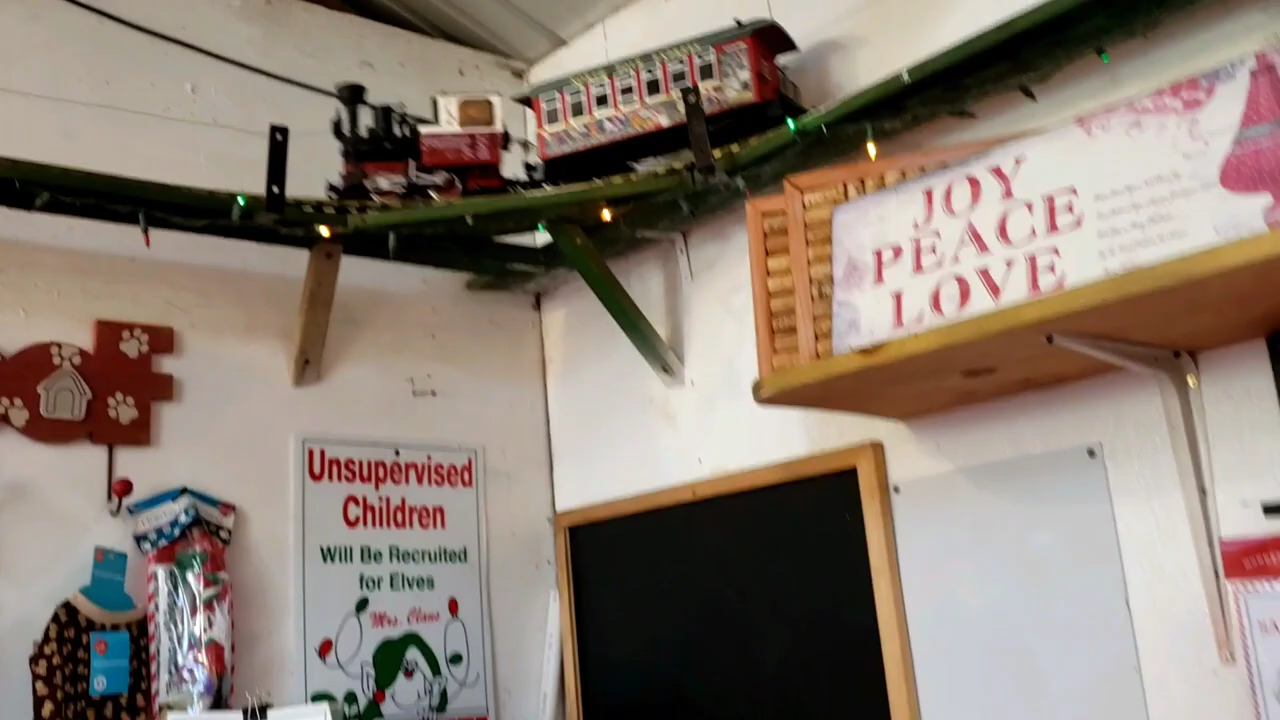 JOY
PEACE
LOVE
Unsupervised
Children
Will Be Recruited
for Elves
Mrs. Claus